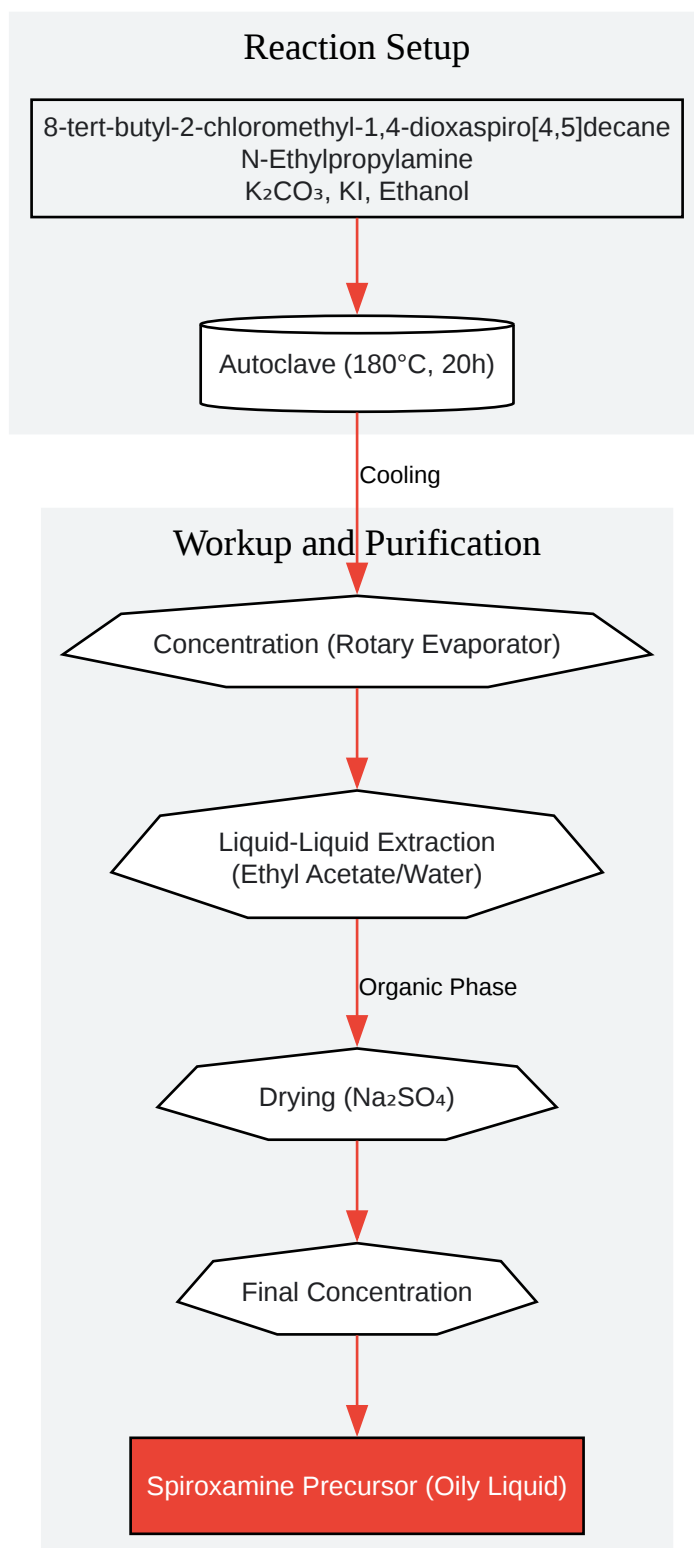 Reaction Setup
8-tert-butyl-2-chloromethyl-1,4-dioxaspiro[4,5]decane
N-Ethylpropylamine
K₂CO₃, KI, Ethanol
Autoclave (180°C, 20h)
Cooling
Workup and Purification
Concentration (Rotary Evaporator)
Liquid-Liquid Extraction
(Ethyl Acetate/Water)
Organic Phase
Drying (Na₂SO₄)
Final Concentration
Spiroxamine Precursor (Oily Liquid)